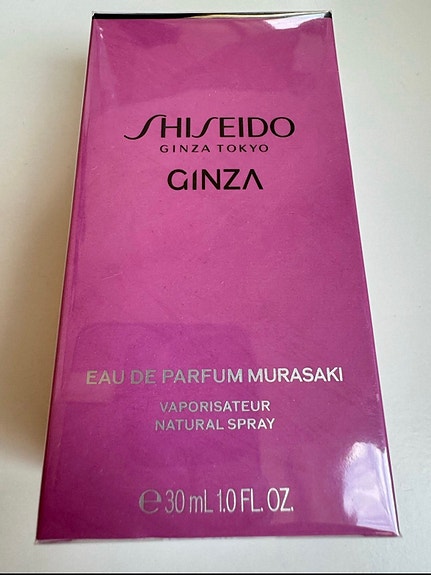 SHISEIDO
GINZA TOKYO
GINZA
EAU DE PARFUM MURASAKI
VAPORISATEUR
NATURAL SPRAY
℮ 30 mL 1.0 FL. OZ.